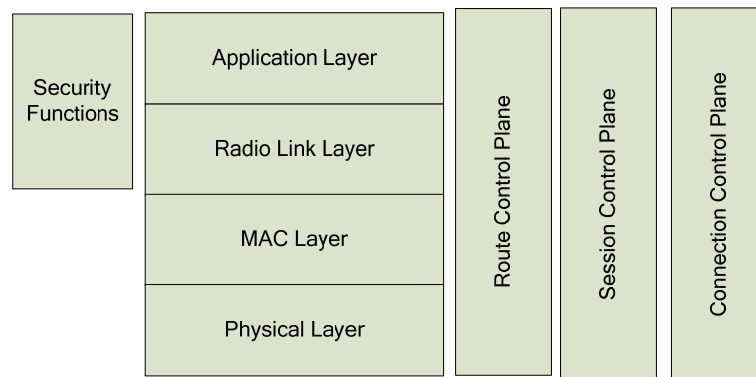 Security
Functions
Application Layer
Radio Link Layer
MAC Layer
Physical Layer
Route Control Plane
Session Control Plane
Connection Control Plane